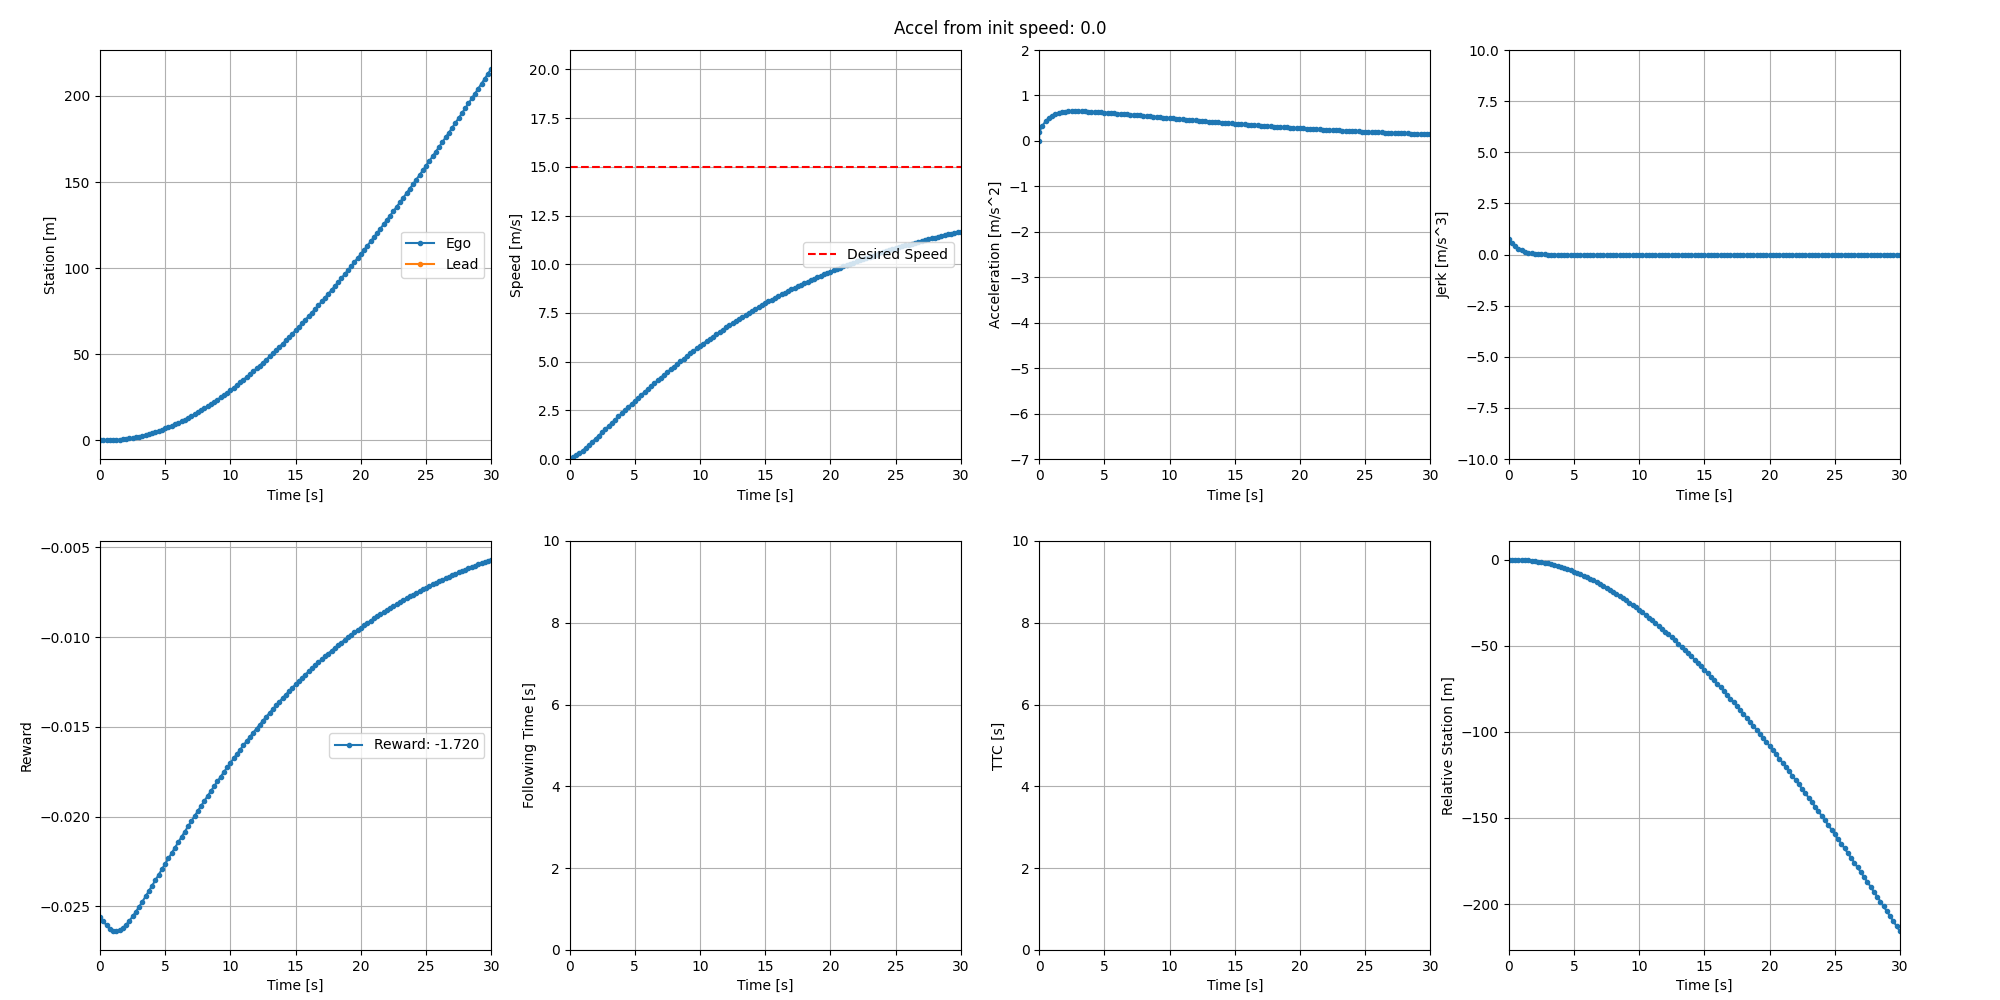 Accel from init speed: 0.0
Station [m]
200
150
100
50
0
Ego
Lead
0 5 10 15 20 25 30
Time [s]
Speed [m/s]
20.0
17.5
15.0
12.5
10.0
7.5
5.0
2.5
0.0
Desired Speed
0 5 10 15 20 25 30
Time [s]
Acceleration [m/s^2]
2
1
0
−1
−2
−3
−4
−5
−6
−7
0 5 10 15 20 25 30
Time [s]
Jerk [m/s^3]
10.0
7.5
5.0
2.5
0.0
−2.5
−5.0
−7.5
−10.0
0 5 10 15 20 25 30
Time [s]
Reward
−0.005
−0.010
−0.015
−0.020
−0.025
Reward: -1.720
0 5 10 15 20 25 30
Time [s]
Following Time [s]
10
8
6
4
2
0
0 5 10 15 20 25 30
Time [s]
TTC [s]
10
8
6
4
2
0
0 5 10 15 20 25 30
Time [s]
Relative Station [m]
0
−50
−100
−150
−200
0 5 10 15 20 25 30
Time [s]